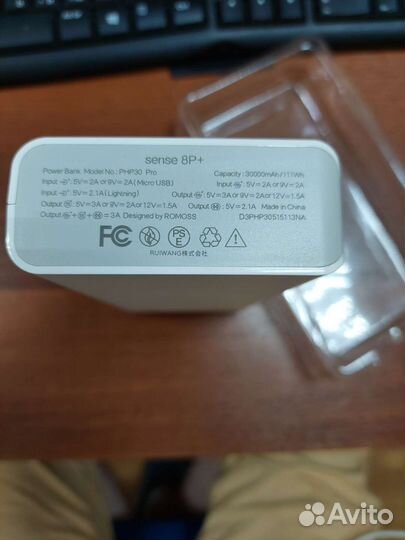 sense 8P+
Power Bank Model No.: PHP30 Pro Capacity : 30000mAh/111Wh
Input : 5V⎓2A or 9V⎓2A (Micro USB) Input : 5V⎓2A or 9V⎓2A
Input : 5V⎓2.1A (Lightning) Output : 5V⎓3A or 9V⎓2A or 12V⎓1.5A
Output : 5V⎓3A or 9V⎓2A or 12V⎓1.5A Output : 5V⎓2.1A Made in China
Output + + = 3A Designed by ROMOSS D3PHP30515113NA
FC PSE
RUIWANG株式会社
Avito